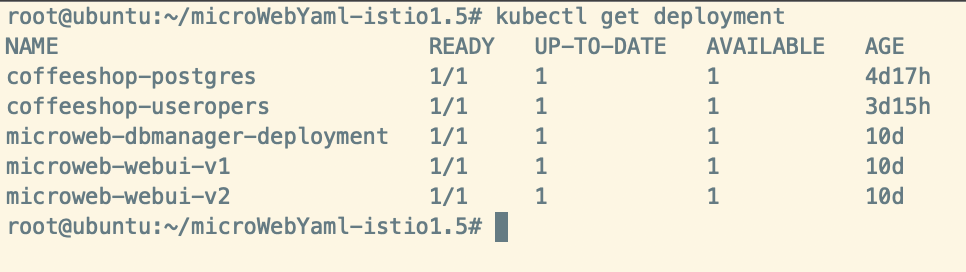 root@ubuntu:~/microWebYaml-istio1.5# kubectl get deployment
NAME READY UP-TO-DATE AVAILABLE AGE
coffeeshop-postgres 1/1 1 1 4d17h
coffeeshop-useropers 1/1 1 1 3d15h
microweb-dbmanager-deployment 1/1 1 1 10d
microweb-webui-v1 1/1 1 1 10d
microweb-webui-v2 1/1 1 1 10d
root@ubuntu:~/microWebYaml-istio1.5#